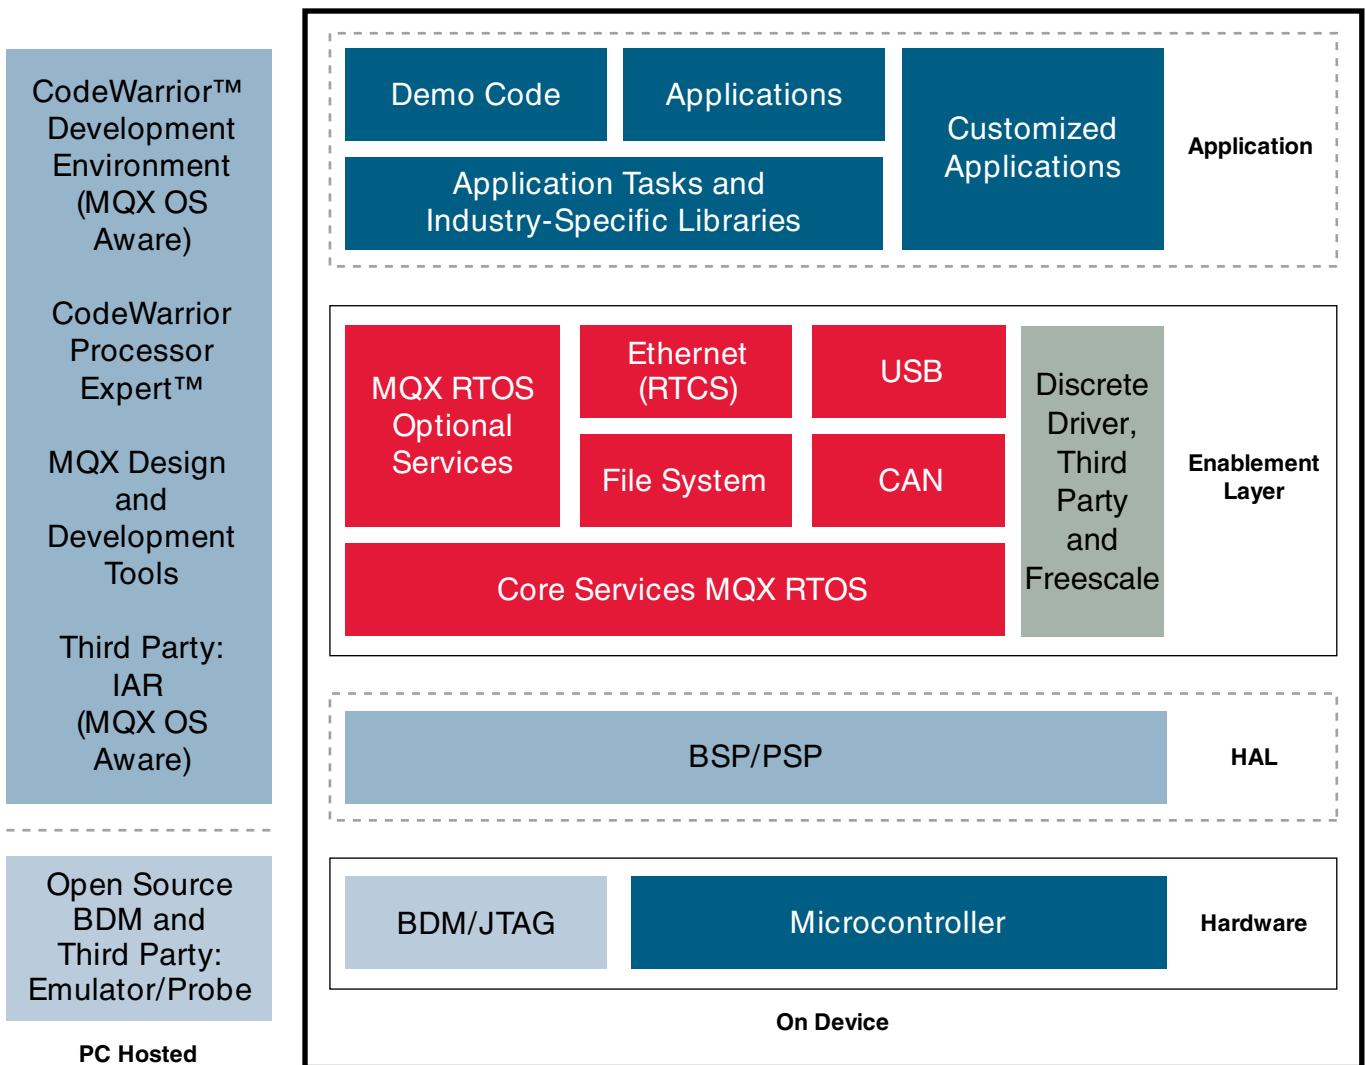 CodeWarrior™
Development
Environment
(MQX OS
Aware)
CodeWarrior
Processor
Expert™
MQX Design
and
Development
Tools
Third Party:
IAR
(MQX OS
Aware)
Open Source
BDM and
Third Party:
Emulator/Probe
PC Hosted
Demo Code
Applications
Customized
Applications
Application Tasks and
Industry-Specific Libraries
Application
MQX RTOS
Optional
Services
Ethernet
(RTCS)
USB
File System
CAN
Core Services MQX RTOS
Discrete
Driver,
Third
Party
and
Freescale
Enablement
Layer
BSP/PSP
HAL
BDM/JTAG
Microcontroller
Hardware
On Device